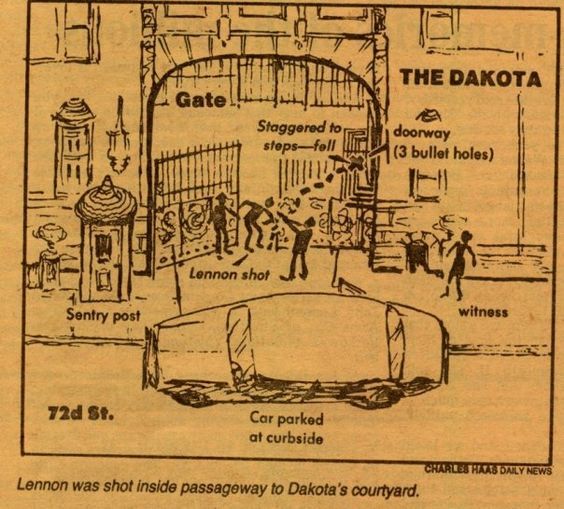 THE DAKOTA
Gate
Staggered to
steps—fell
doorway
(3 bullet holes)
Lennon shot
Sentry post
witness
72d St.
Car parked
at curbside
CHARLES HAAS DAILY NEWS
Lennon was shot inside passageway to Dakota's courtyard.